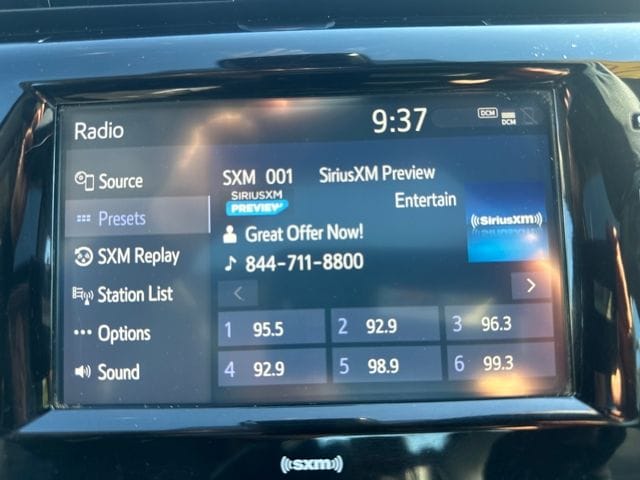 Radio
9:37
DCM
DCM
Source
Presets
SXM Replay
Station List
Options
Sound
SXM 001 SiriusXM Preview
SIRIUSXM
PREVIEW
Entertain
Great Offer Now!
844-711-8800
((SiriusXM))
1 95.5
2 92.9
3 96.3
4 92.9
5 98.9
6 99.3
((sxm))